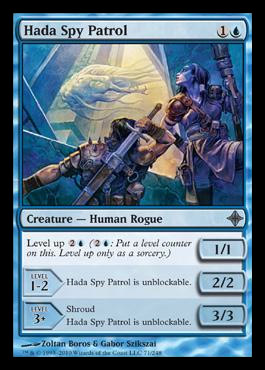 Hada Spy Patrol 1
Creature — Human Rogue
Level up 2 ( 2 : Put a level counter
on this. Level up only as a sorcery.)
1/1
LEVEL
1-2
Hada Spy Patrol is unblockable.
2/2
LEVEL
3+
Shroud
Hada Spy Patrol is unblockable.
3/3
Zoltan Boros & Gabor Szikszai
™ & © 1993–2010 Wizards of the Coast LLC 71/248